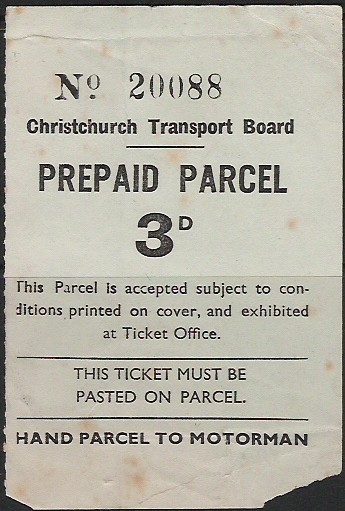 Nº 20088
Christchurch Transport Board
PREPAID PARCEL
3D
This Parcel is accepted subject to con-
ditions printed on cover, and exhibited
at Ticket Office.
THIS TICKET MUST BE
PASTED ON PARCEL.
HAND PARCEL TO MOTORMAN